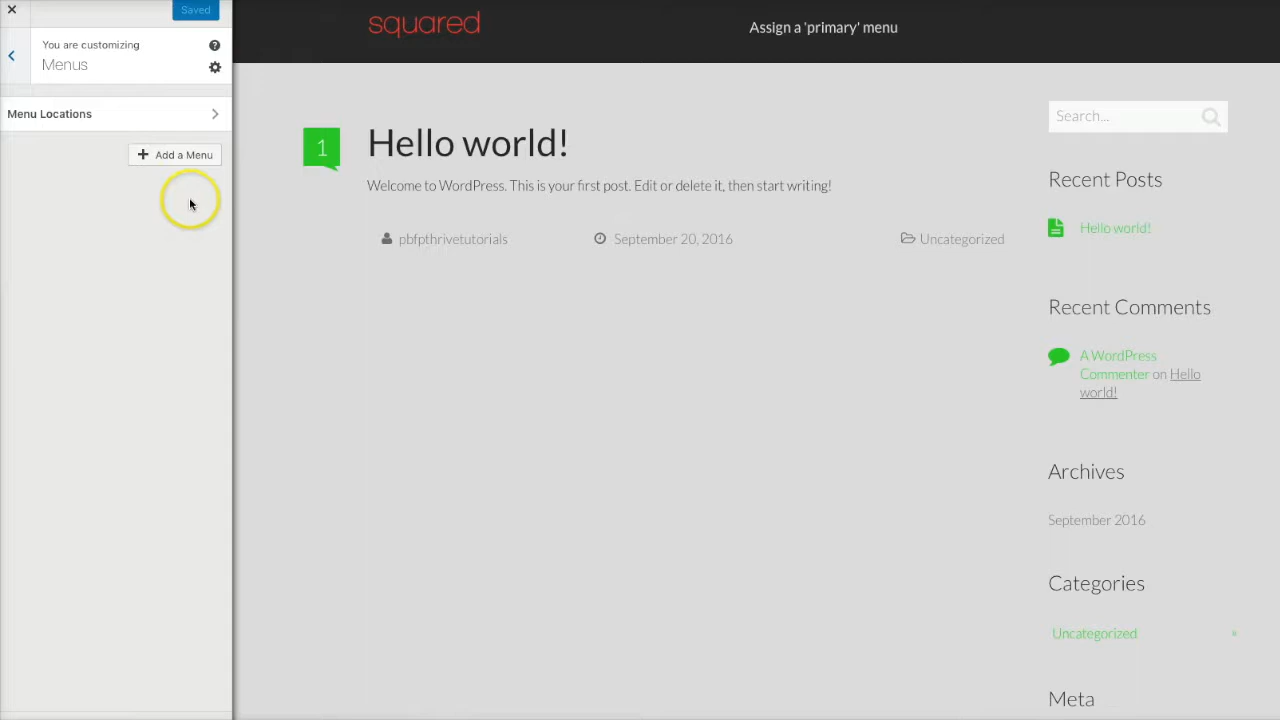 Saved
You are customizing
Menus
Menu Locations
Add a Menu
squared
Assign a 'primary' menu
1
Hello world!
Welcome to WordPress. This is your first post. Edit or delete it, then start writing!
pbfpthrivetutorials
September 20, 2016
Uncategorized
Search...
Recent Posts
Hello world!
Recent Comments
A WordPress
Commenter on Hello
world!
Archives
September 2016
Categories
Uncategorized
Meta